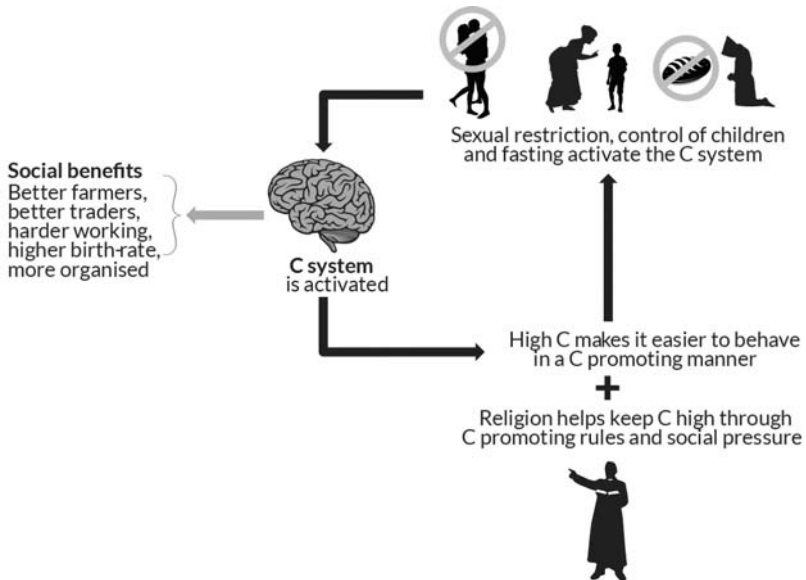 Sexual restriction, control of children
and fasting activate the C system
Social benefits
Better farmers,
better traders,
harder working,
higher birth-rate,
more organised
C system
is activated
High C makes it easier to behave
in a C promoting manner
+
Religion helps keep C high through
C promoting rules and social pressure